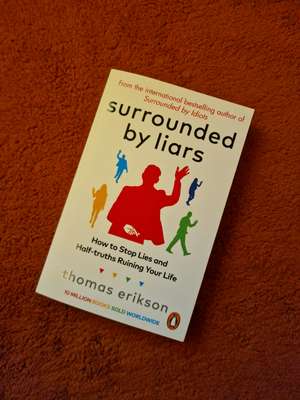 From the international bestselling author of
Surrounded by Idiots
surrounded
by liars
How to Stop Lies and
Half-truths Ruining Your Life
thomas erikson
10 MILLION BOOKS SOLD WORLDWIDE